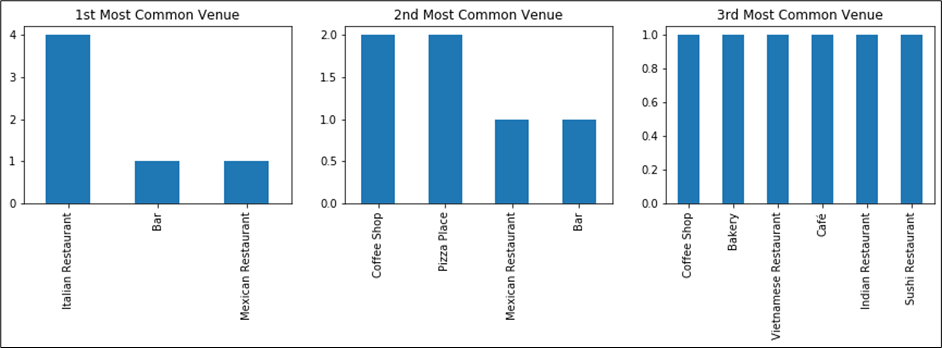 1st Most Common Venue
4
3
2
1
0
Italian Restaurant
Bar
Mexican Restaurant
2nd Most Common Venue
2.0
1.5
1.0
0.5
0.0
Coffee Shop
Pizza Place
Mexican Restaurant
Bar
3rd Most Common Venue
1.0
0.8
0.6
0.4
0.2
0.0
Coffee Shop
Bakery
Vietnamese Restaurant
Café
Indian Restaurant
Sushi Restaurant